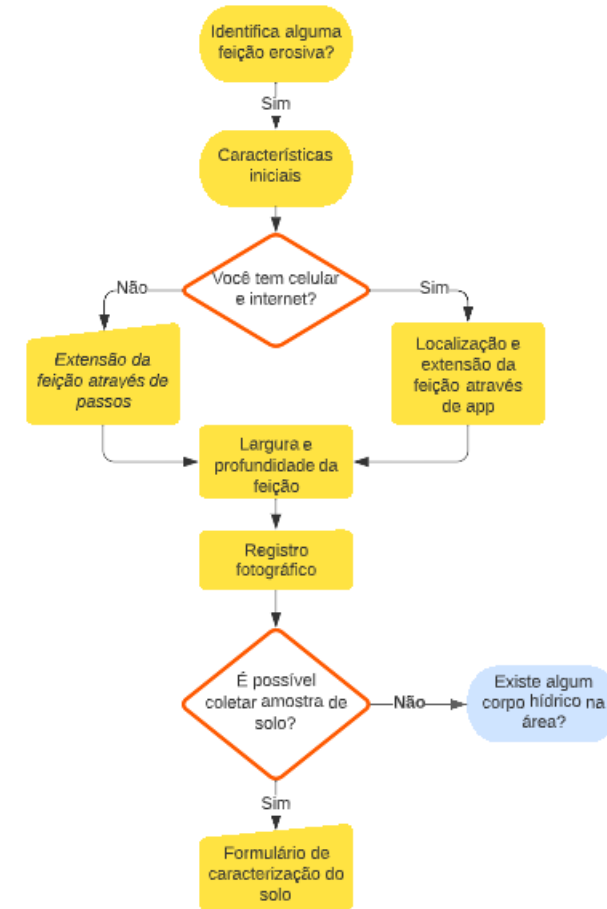 Identifica alguma
feição erosiva?
Sim
Características
iniciais
Você tem celular
e internet?
Não
Sim
Extensão da
feição através de
passos
Localização e
extensão da
feição através
de app
Largura e
profundidade da
feição
Registro
fotográfico
É possível
coletar amostra de
solo?
Não
Existe algum
corpo hídrico na
área?
Sim
Formulário de
caracterização do
solo